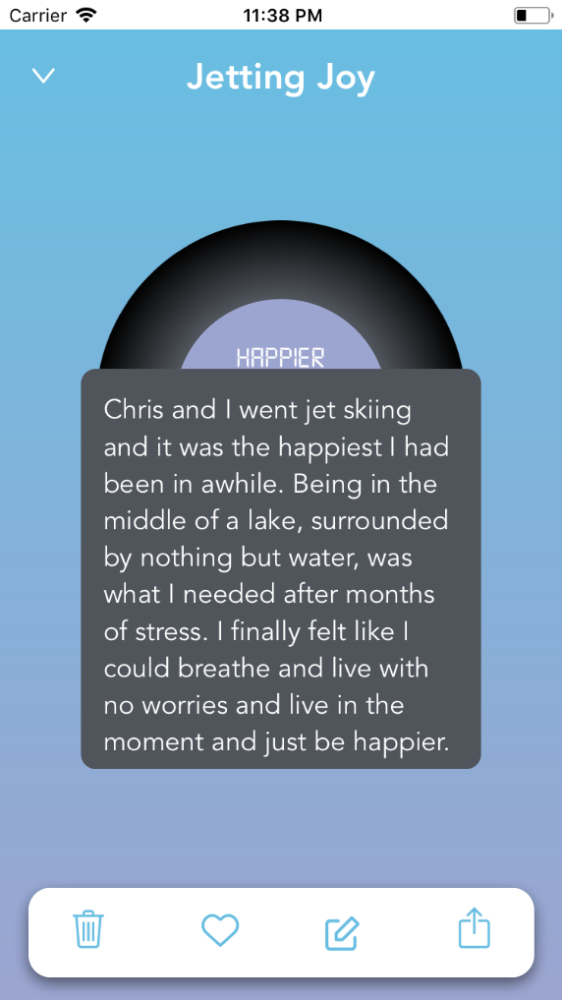 Carrier 11:38 PM
Jetting Joy
HAPPIER
Chris and I went jet skiing
and it was the happiest I had
been in awhile. Being in the
middle of a lake, surrounded
by nothing but water, was
what I needed after months
of stress. I finally felt like I
could breathe and live with
no worries and live in the
moment and just be happier.